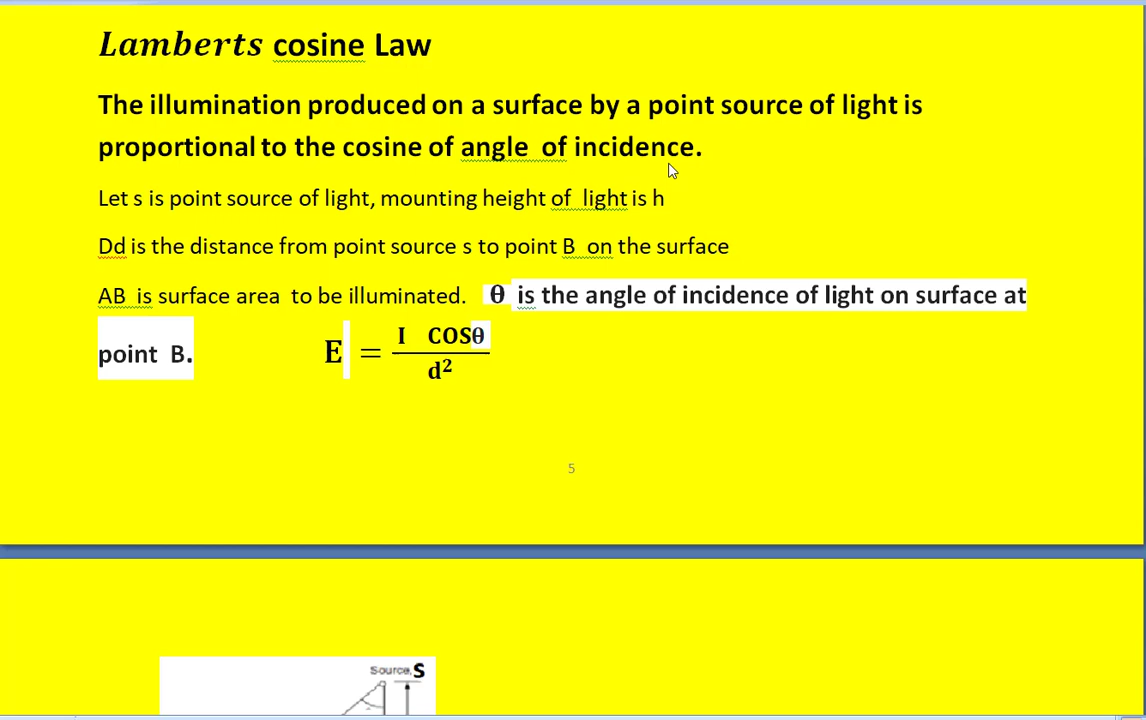 Lamberts cosine Law
The illumination produced on a surface by a point source of light is
proportional to the cosine of angle of incidence.
Let s is point source of light, mounting height of light is h
Dd is the distance from point source s to point B on the surface
AB is surface area to be illuminated. θ is the angle of incidence of light on surface at
point B. E = I COSθ / d²
5
Source, S